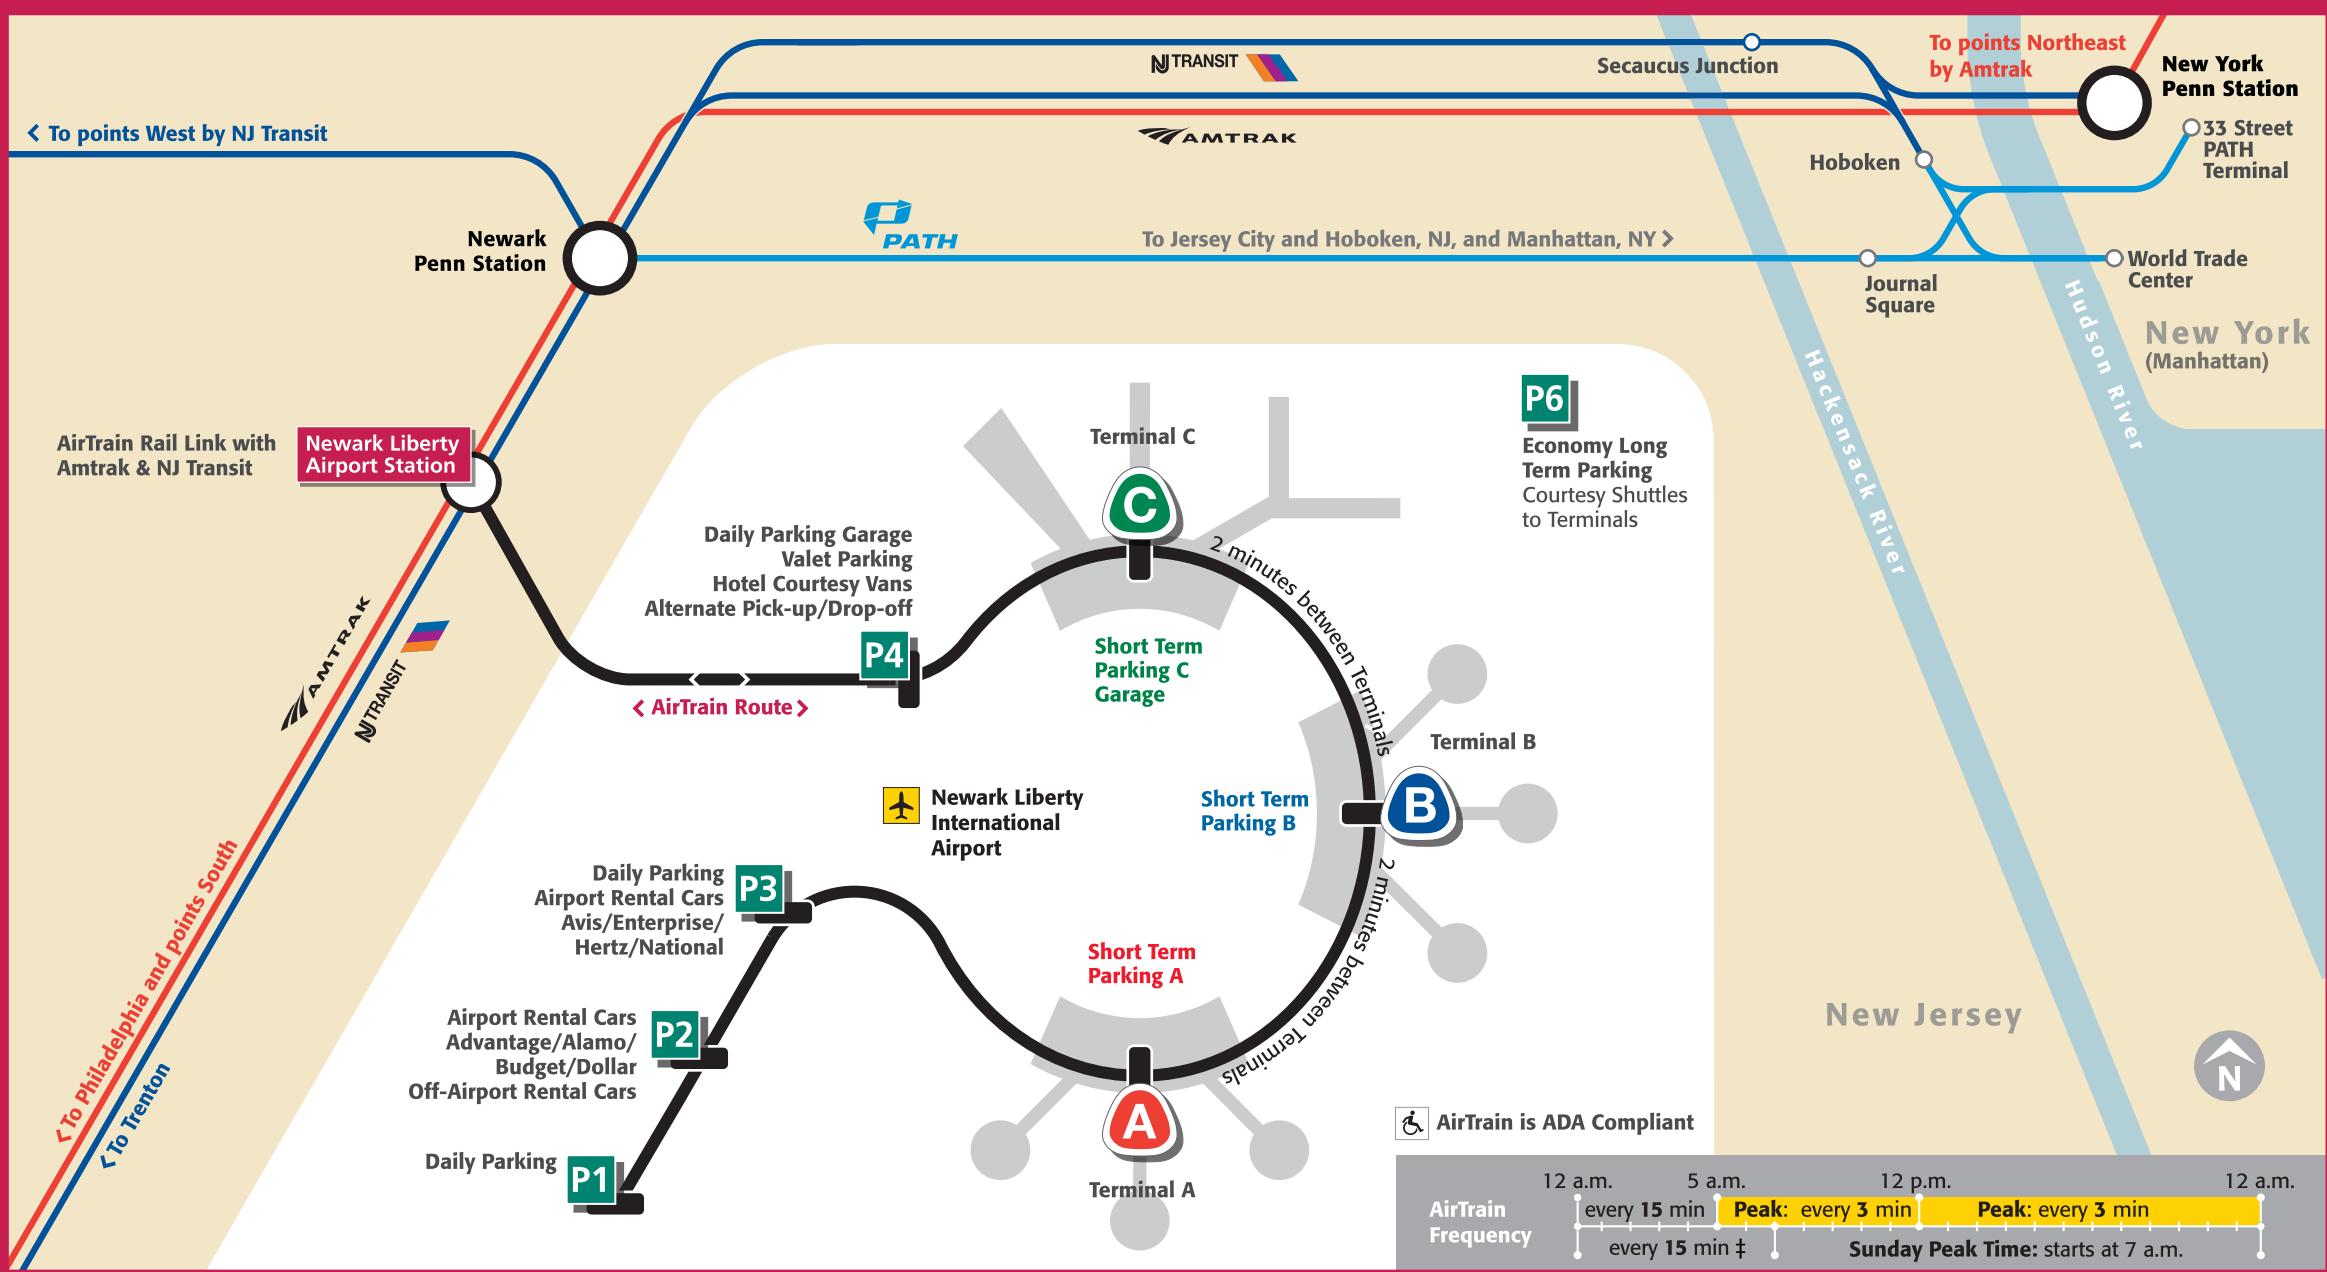 NJ TRANSIT
Secaucus Junction
To points Northeast
by Amtrak
New York
Penn Station
< To points West by NJ Transit
AMTRAK
33 Street
PATH
Terminal
Hoboken
Newark
Penn Station
PATH
To Jersey City and Hoboken, NJ, and Manhattan, NY >
World Trade
Center
Journal
Square
Hudson River
New York
(Manhattan)
Hackensack River
AirTrain Rail Link with
Amtrak & NJ Transit
Newark Liberty
Airport Station
Terminal C
C
P6
Economy Long
Term Parking
Courtesy Shuttles
to Terminals
Daily Parking Garage
Valet Parking
Hotel Courtesy Vans
Alternate Pick-up/Drop-off
P4
2 minutes between Terminals
Short Term
Parking C
Garage
AMTRAK
NJ TRANSIT
< AirTrain Route >
Terminal B
B
Short Term
Parking B
Newark Liberty
International
Airport
2 minutes between Terminals
Daily Parking
Airport Rental Cars
Avis/Enterprise/
Hertz/National
P3
Short Term
Parking A
< To Philadelphia and points South
< To Trenton
Airport Rental Cars
Advantage/Alamo/
Budget/Dollar
Off-Airport Rental Cars
P2
New Jersey
N
A
Terminal A
Daily Parking
P1
AirTrain is ADA Compliant
12 a.m. 5 a.m. 12 p.m. 12 a.m.
AirTrain
Frequency
every 15 min Peak: every 3 min Peak: every 3 min
every 15 min ‡ Sunday Peak Time: starts at 7 a.m.